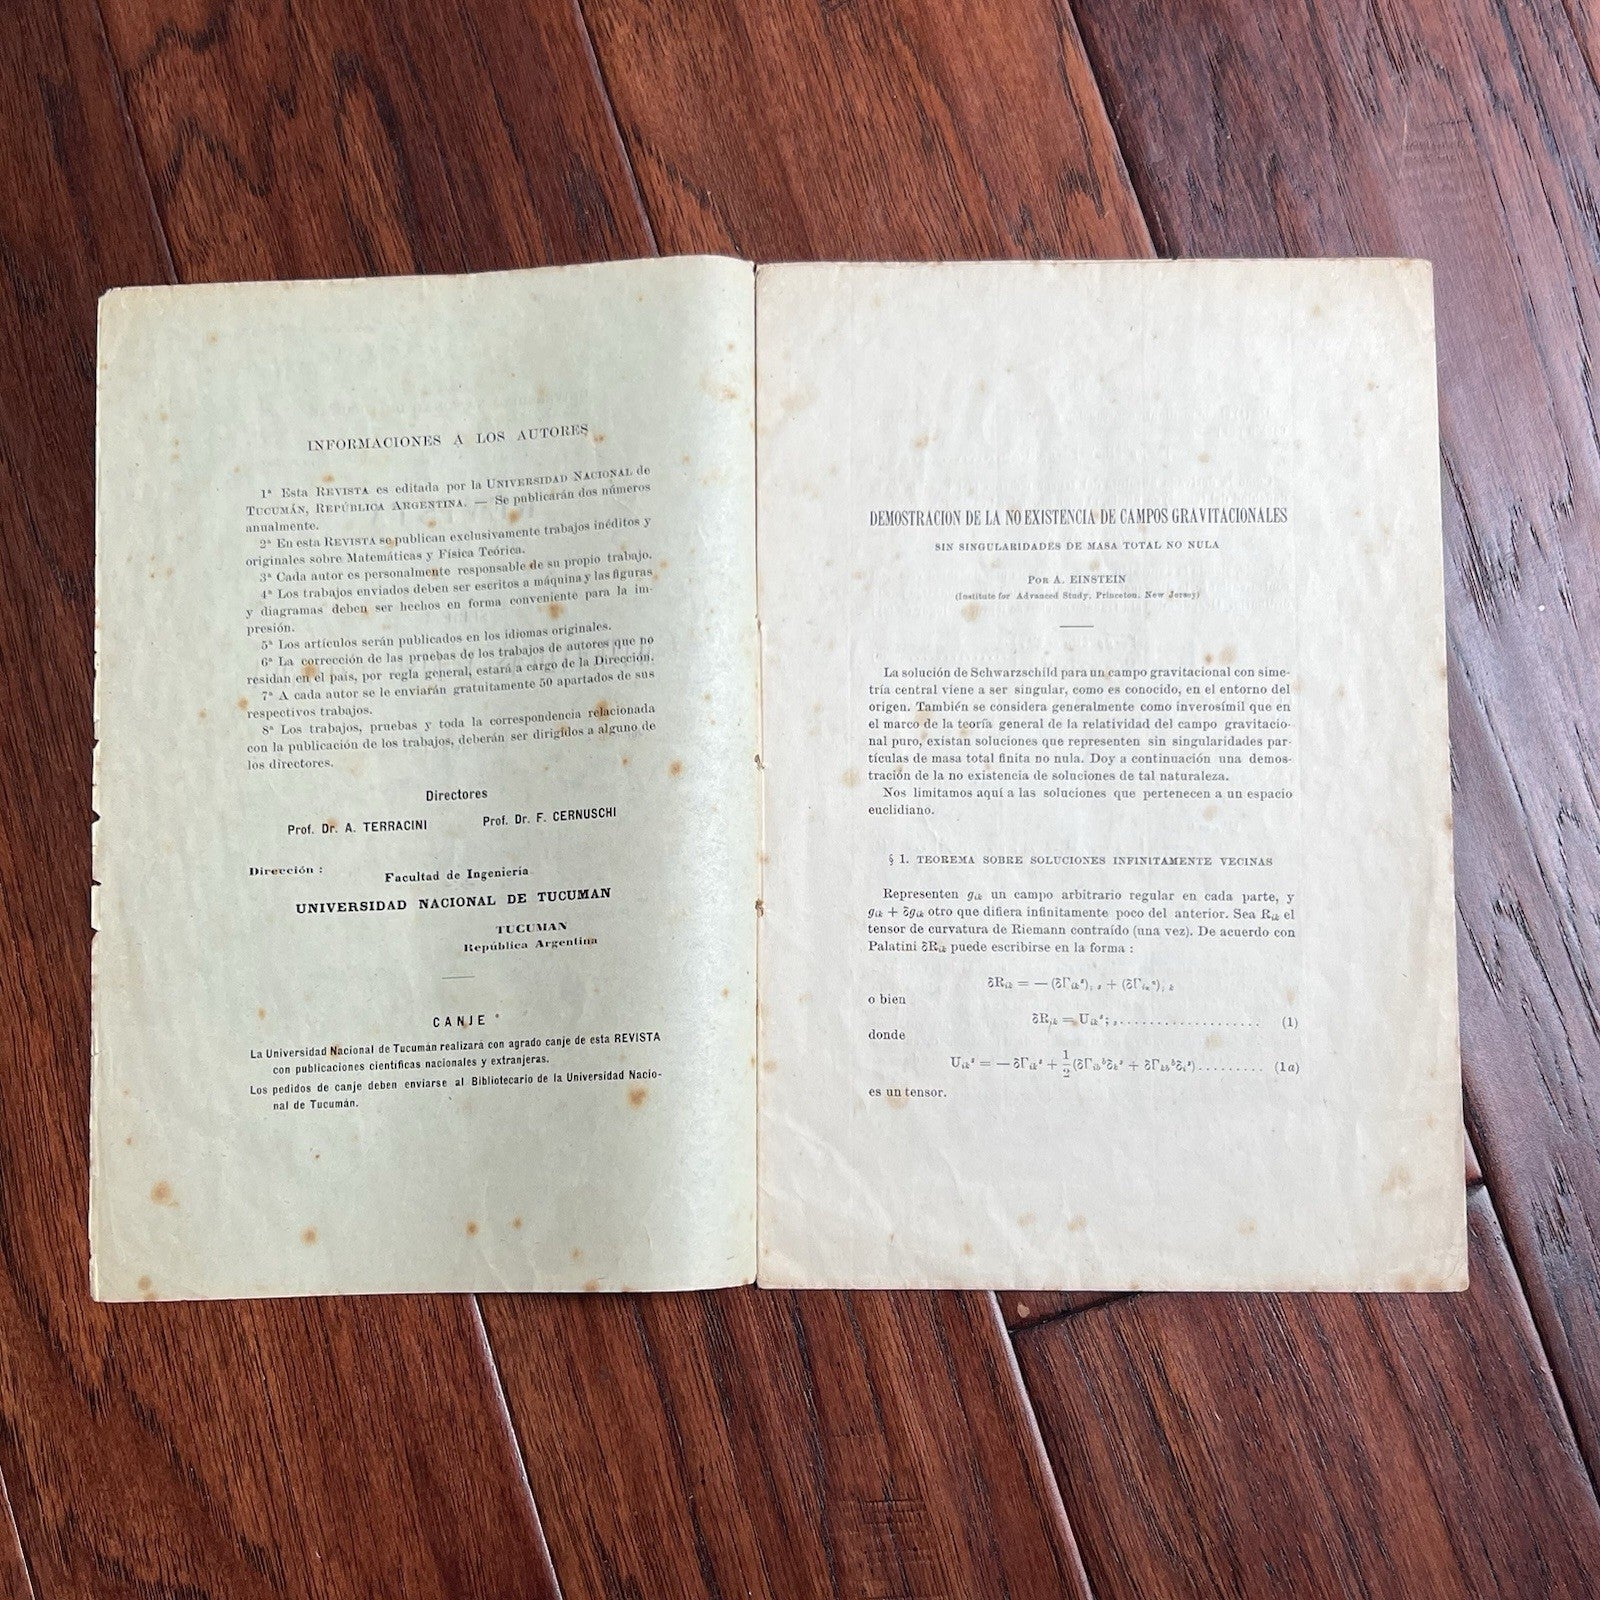 INFORMACIONES A LOS AUTORES
1ª Esta REVISTA es editada por la UNIVERSIDAD NACIONAL de
TUCUMÁN, REPÚBLICA ARGENTINA. — Se publicarán dos números
anualmente.
2ª En esta REVISTA se publican exclusivamente trabajos inéditos y
originales sobre Matemáticas y Física Teórica.
3ª Cada autor es personalmente responsable de su propio trabajo.
4ª Los trabajos enviados deben ser escritos a máquina y las figuras
y diagramas deben ser hechos en forma conveniente para la im-
presión.
5ª Los artículos serán publicados en los idiomas originales.
6ª La corrección de las pruebas de los trabajos de autores que no
residan en el país, por regla general, estará a cargo de la Dirección.
7ª A cada autor se le enviarán gratuitamente 50 apartados de sus
respectivos trabajos.
8ª Los trabajos, pruebas y toda la correspondencia relacionada
con la publicación de los trabajos, deberán ser dirigidos a alguno de
los directores.
Directores
Prof. Dr. A. TERRACINI Prof. Dr. F. CERNUSCHI
Dirección :
Facultad de Ingeniería
UNIVERSIDAD NACIONAL DE TUCUMAN
TUCUMAN
República Argentina
CANJE
La Universidad Nacional de Tucumán realizará con agrado canje de esta REVISTA
con publicaciones científicas nacionales y extranjeras.
Los pedidos de canje deben enviarse al Bibliotecario de la Universidad Nacio-
nal de Tucumán.
DEMOSTRACION DE LA NO EXISTENCIA DE CAMPOS GRAVITACIONALES
SIN SINGULARIDADES DE MASA TOTAL NO NULA
POR A. EINSTEIN
(Institute for Advanced Study, Princeton, New Jersey)
La solución de Schwarzschild para un campo gravitacional con sime-
tría central viene a ser singular, como es conocido, en el entorno del
origen. También se considera generalmente como inverosímil que en
el marco de la teoría general de la relatividad del campo gravitacio-
nal puro, existan soluciones que representen sin singularidades par-
tículas de masa total finita no nula. Doy a continuación una demos-
tración de la no existencia de soluciones de tal naturaleza.
Nos limitamos aquí a las soluciones que pertenecen a un espacio
euclidiano.
§ 1. TEOREMA SOBRE SOLUCIONES INFINITAMENTE VECINAS
Representen gik un campo arbitrario regular en cada parte, y
gik + δgik otro que difiera infinitamente poco del anterior. Sea Rik el
tensor de curvatura de Riemann contraído (una vez). De acuerdo con
Palatini δRik puede escribirse en la forma :
δRik = — (δΓik^s); s + (δΓis^s); k
o bien
δRik = Uik^s; s.................... (1)
donde
Uik^s = — δΓik^s + 1/2 (δΓib^b δk^s + δΓkb^b δi^s)......... (1a)
es un tensor.